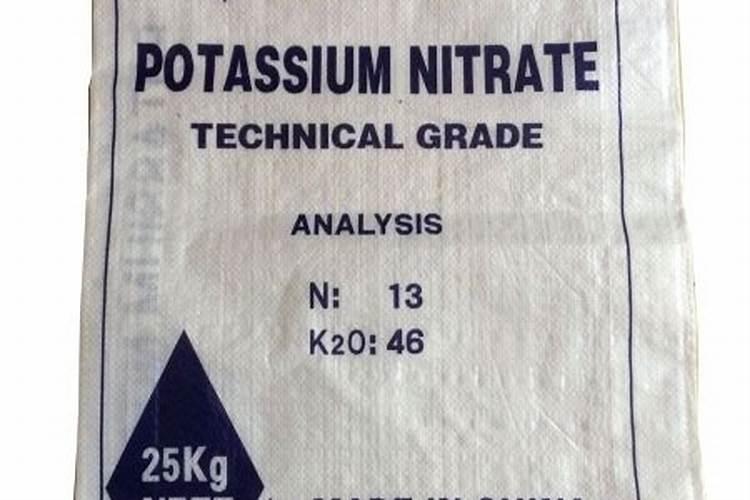 POTASSIUM NITRATE
TECHNICAL GRADE
ANALYSIS
N: 13
K2O: 46
25Kg